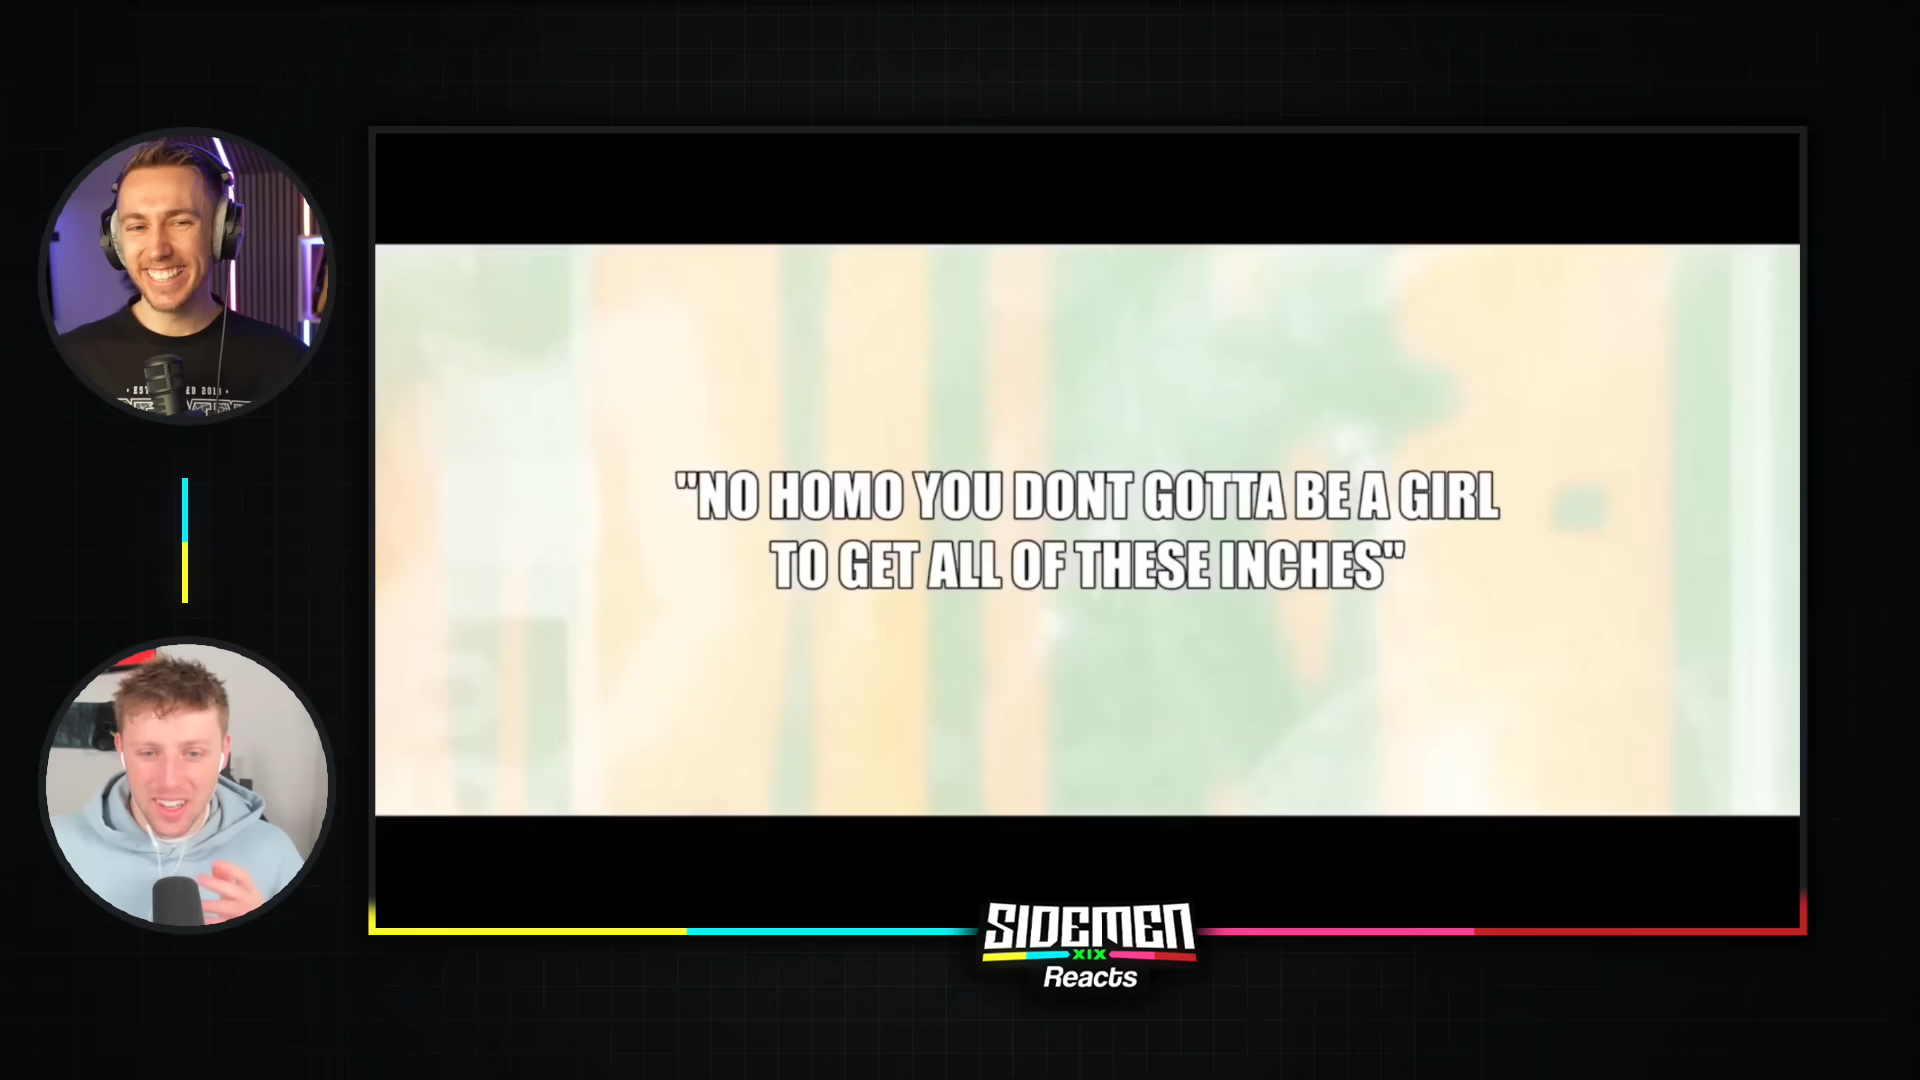 "NO HOMO YOU DONT GOTTA BE A GIRL
TO GET ALL OF THESE INCHES"
SIDEMEN
XIX
Reacts